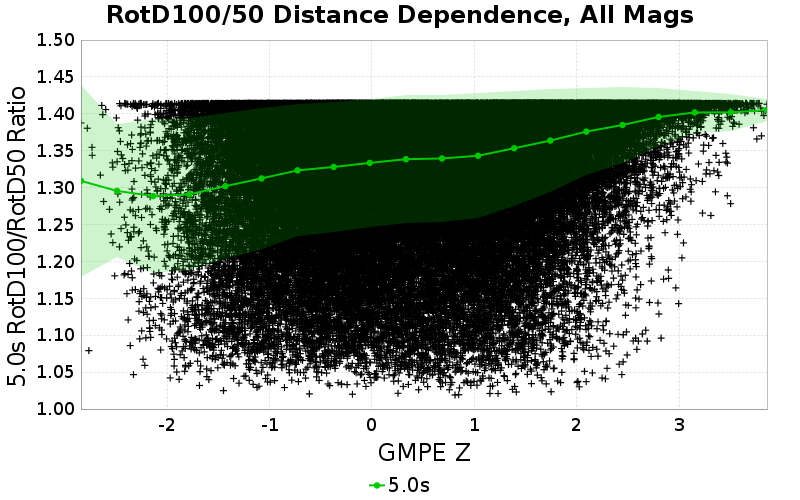 RotD100/50 Distance Dependence, All Mags
5.0s RotD100/RotD50 Ratio
1.50
1.45
1.40
1.35
1.30
1.25
1.20
1.15
1.10
1.05
1.00
-2 -1 0 1 2 3
GMPE Z
5.0s